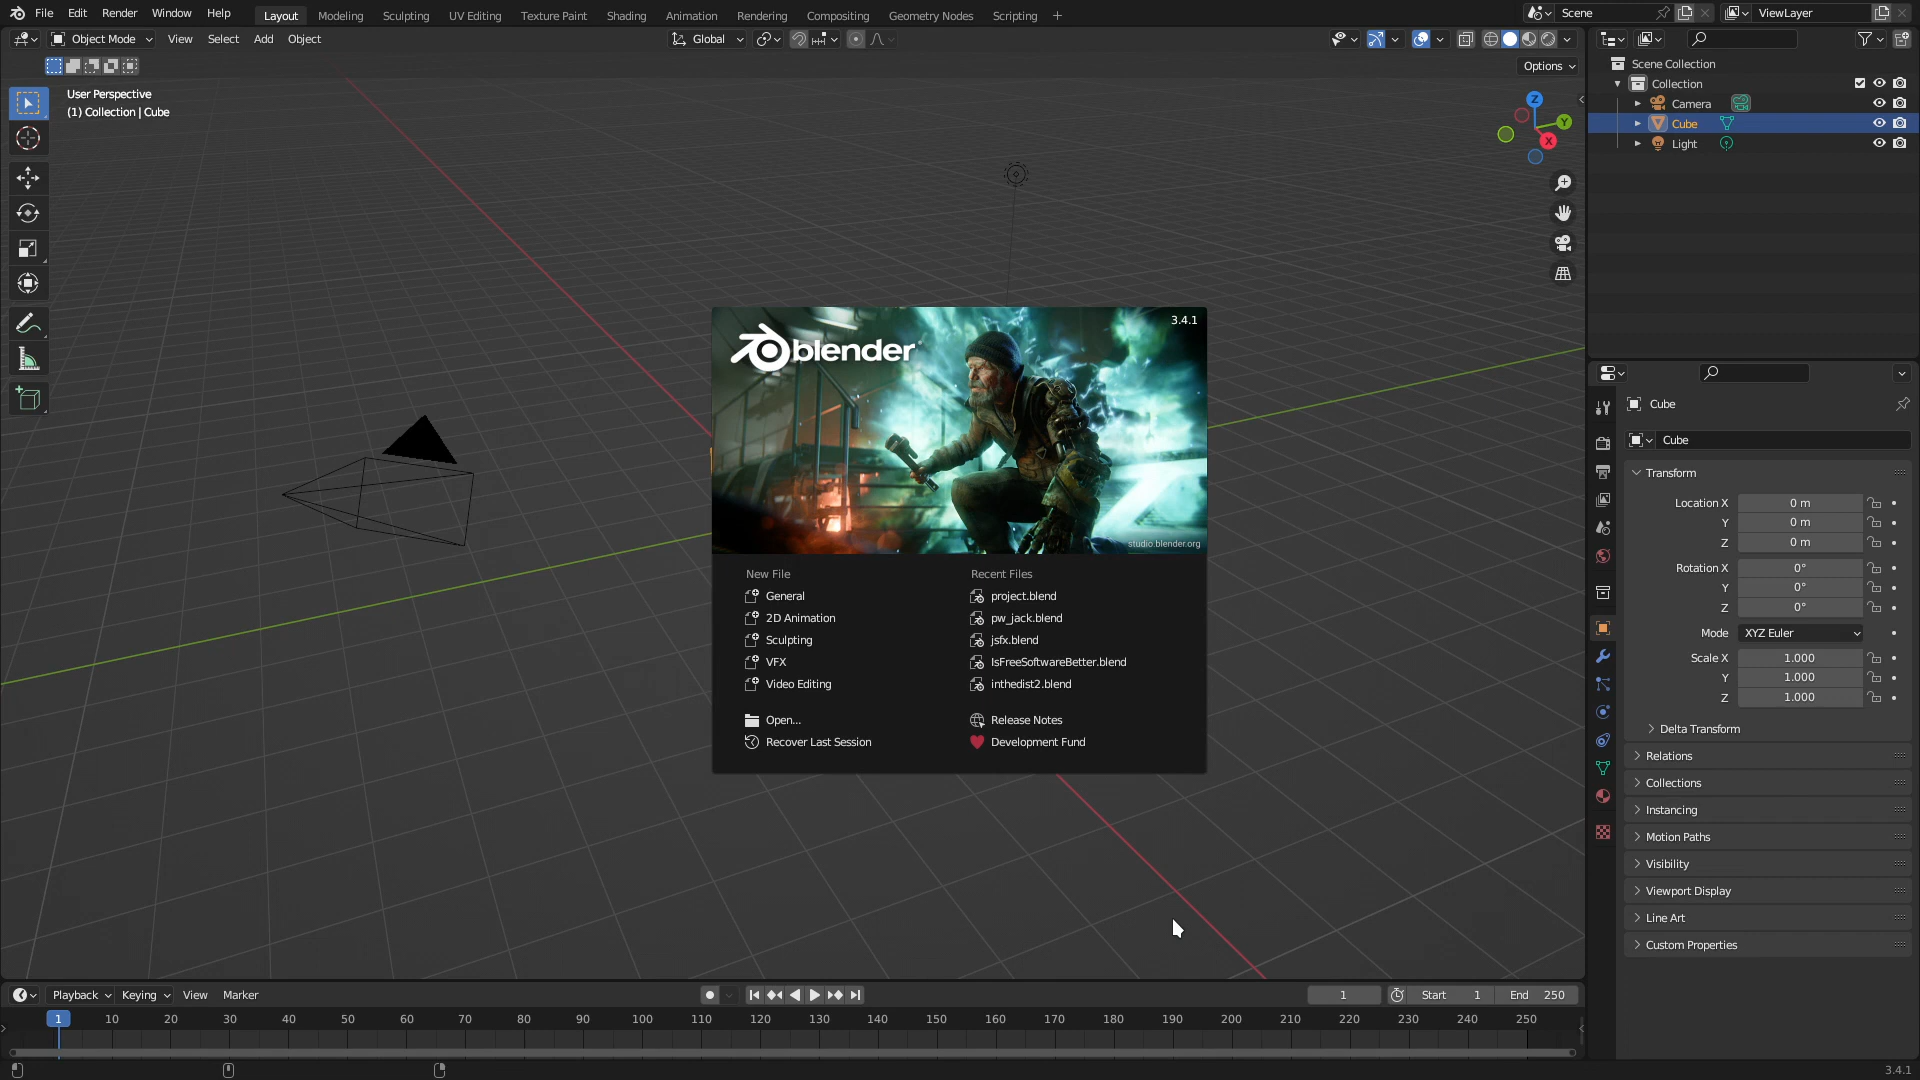 File Edit Render Window Help Layout Modeling Sculpting UV Editing Texture Paint Shading Animation Rendering Compositing Geometry Nodes Scripting + Scene ViewLayer
Object Mode View Select Add Object Global
Options
User Perspective
(1) Collection | Cube
Z
Y
X
Scene Collection
Collection
Camera
Cube
Light
3.4.1
blender
studio.blender.org
New File
General
2D Animation
Sculpting
VFX
Video Editing
Open...
Recover Last Session
Recent Files
project.blend
pw_jack.blend
jsfx.blend
IsFreeSoftwareBetter.blend
inthedist2.blend
Release Notes
Development Fund
Cube
Cube
Transform
Location X 0 m
Y 0 m
Z 0 m
Rotation X 0°
Y 0°
Z 0°
Mode XYZ Euler
Scale X 1.000
Y 1.000
Z 1.000
Delta Transform
Relations
Collections
Instancing
Motion Paths
Visibility
Viewport Display
Line Art
Custom Properties
Playback Keying View Marker 1 Start 1 End 250
1 10 20 30 40 50 60 70 80 90 100 110 120 130 140 150 160 170 180 190 200 210 220 230 240 250
3.4.1